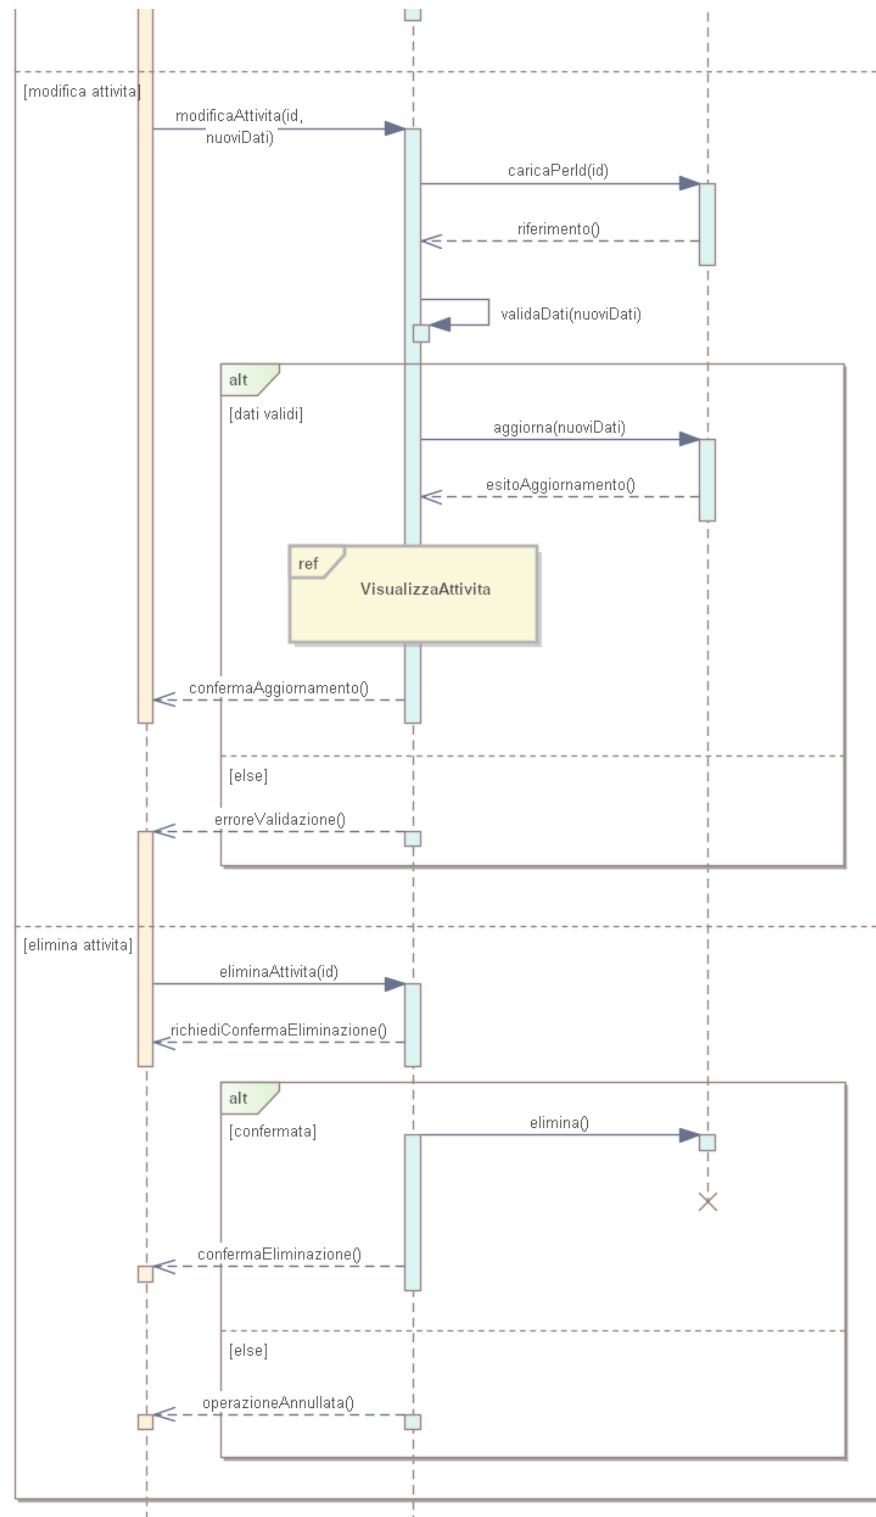 [modifica attivita]
modificaAttivita(id,
nuoviDati)
caricaPerId(id)
riferimento()
validaDati(nuoviDati)
alt
[dati validi]
aggiorna(nuoviDati)
esitoAggiornamento()
ref
VisualizzaAttivita
confermaAggiornamento()
[else]
erroreValidazione()
[elimina attivita]
eliminaAttivita(id)
richiediConfermaEliminazione()
alt
[confermata]
elimina()
confermaEliminazione()
[else]
operazioneAnnullata()